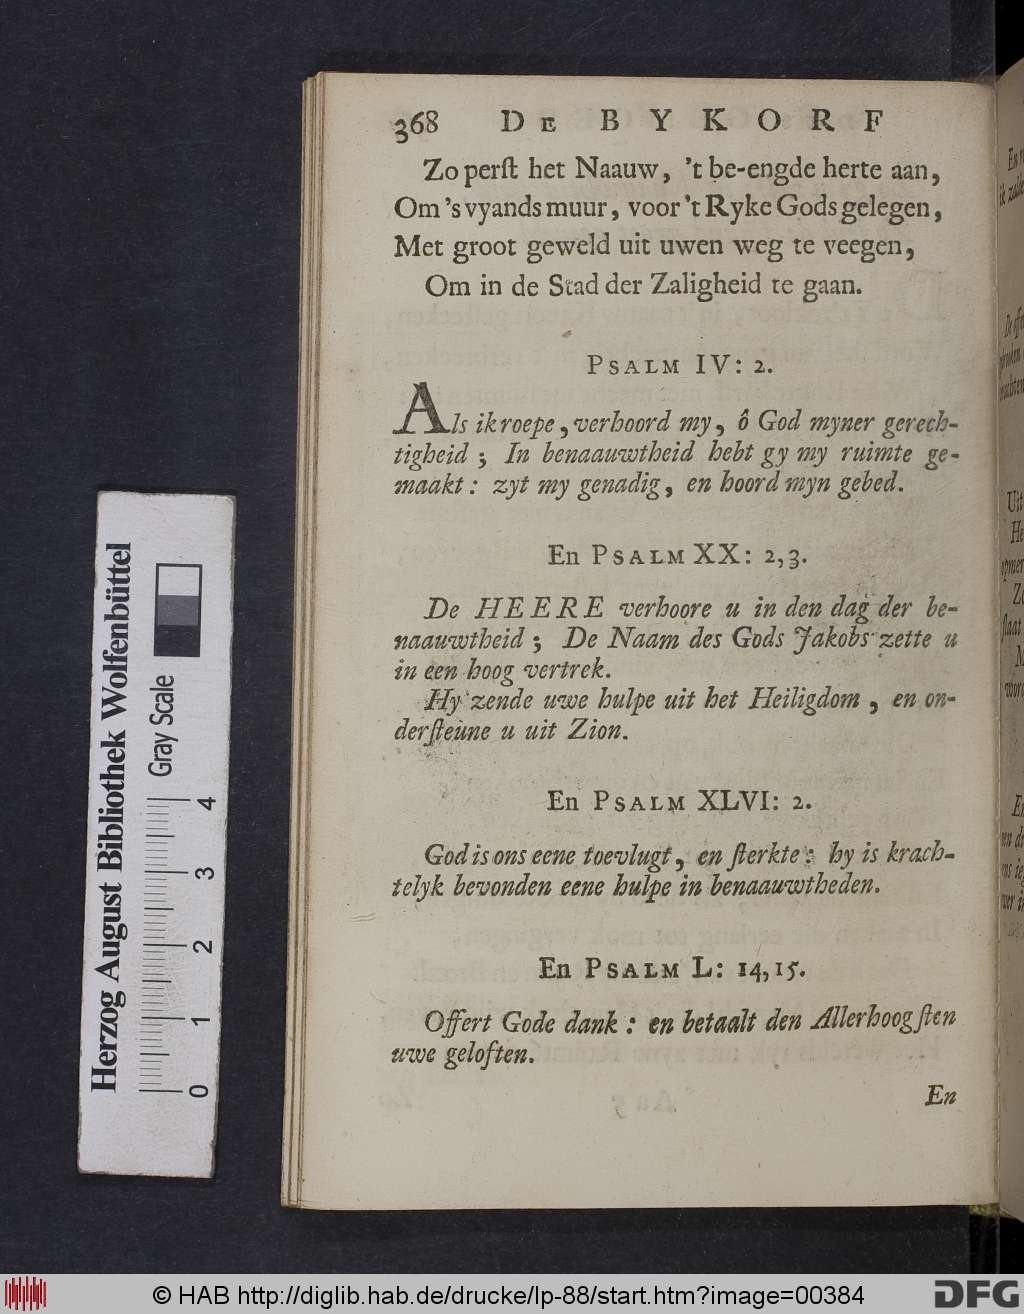 368 DE BYKORF
Zo perſt het Naauw, 't be-engde herte aan,
Om 's vyands muur, voor 't Ryke Gods gelegen,
Met groot geweld uit uwen weg te veegen,
Om in de Stad der Zaligheid te gaan.
PSALM IV: 2.
Als ik roepe, verhoord my, ô God myner gerech-
tigheid; In benaauwtheid hebt gy my ruimte ge-
maakt: zyt my genadig, en hoord myn gebed.
En PSALM XX: 2,3.
De HEERE verhoore u in den dag der be-
naauwtheid; De Naam des Gods Jakobs zette u
in een hoog vertrek.
Hy zende uwe hulpe uit het Heiligdom, en on-
derſteune u uit Zion.
En PSALM XLVI: 2.
God is ons eene toevlugt, en ſterkte: hy is krach-
telyk bevonden eene hulpe in benaauwtheden.
En PSALM L: 14,15.
Offert Gode dank: en betaalt den Allerhoogſten
uwe geloften.
En
Herzog August Bibliothek Wolfenbüttel
Gray Scale
0 1 2 3 4
© HAB http://diglib.hab.de/drucke/lp-88/start.htm?image=00384
DFG